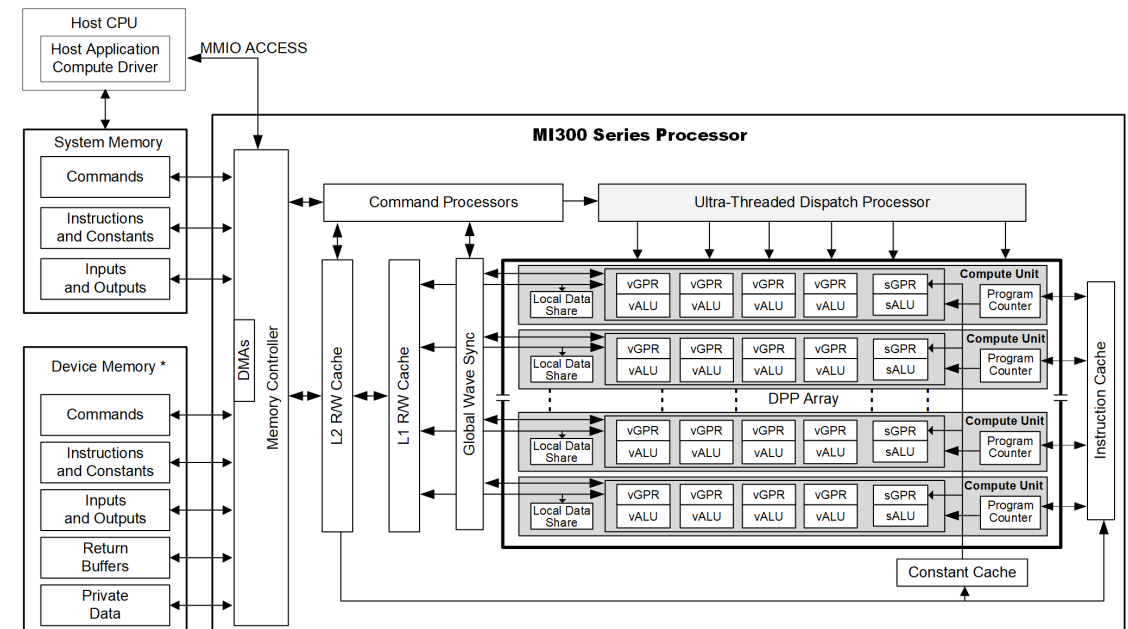 Host CPU
Host Application
Compute Driver
MMIO ACCESS
System Memory
Commands
Instructions
and Constants
Inputs
and Outputs
Device Memory *
Commands
Instructions
and Constants
Inputs
and Outputs
Return
Buffers
Private
Data
MI300 Series Processor
DMAs
Memory Controller
Command Processors
Ultra-Threaded Dispatch Processor
L2 R/W Cache
L1 R/W Cache
Global Wave Sync
Compute Unit
Local Data
Share
vGPR vGPR vGPR vGPR sGPR
vALU vALU vALU vALU sALU
Program
Counter
Compute Unit
Local Data
Share
vGPR vGPR vGPR vGPR sGPR
vALU vALU vALU vALU sALU
Program
Counter
DPP Array
Compute Unit
Local Data
Share
vGPR vGPR vGPR vGPR sGPR
vALU vALU vALU vALU sALU
Program
Counter
Compute Unit
Local Data
Share
vGPR vGPR vGPR vGPR sGPR
vALU vALU vALU vALU sALU
Program
Counter
Instruction Cache
Constant Cache